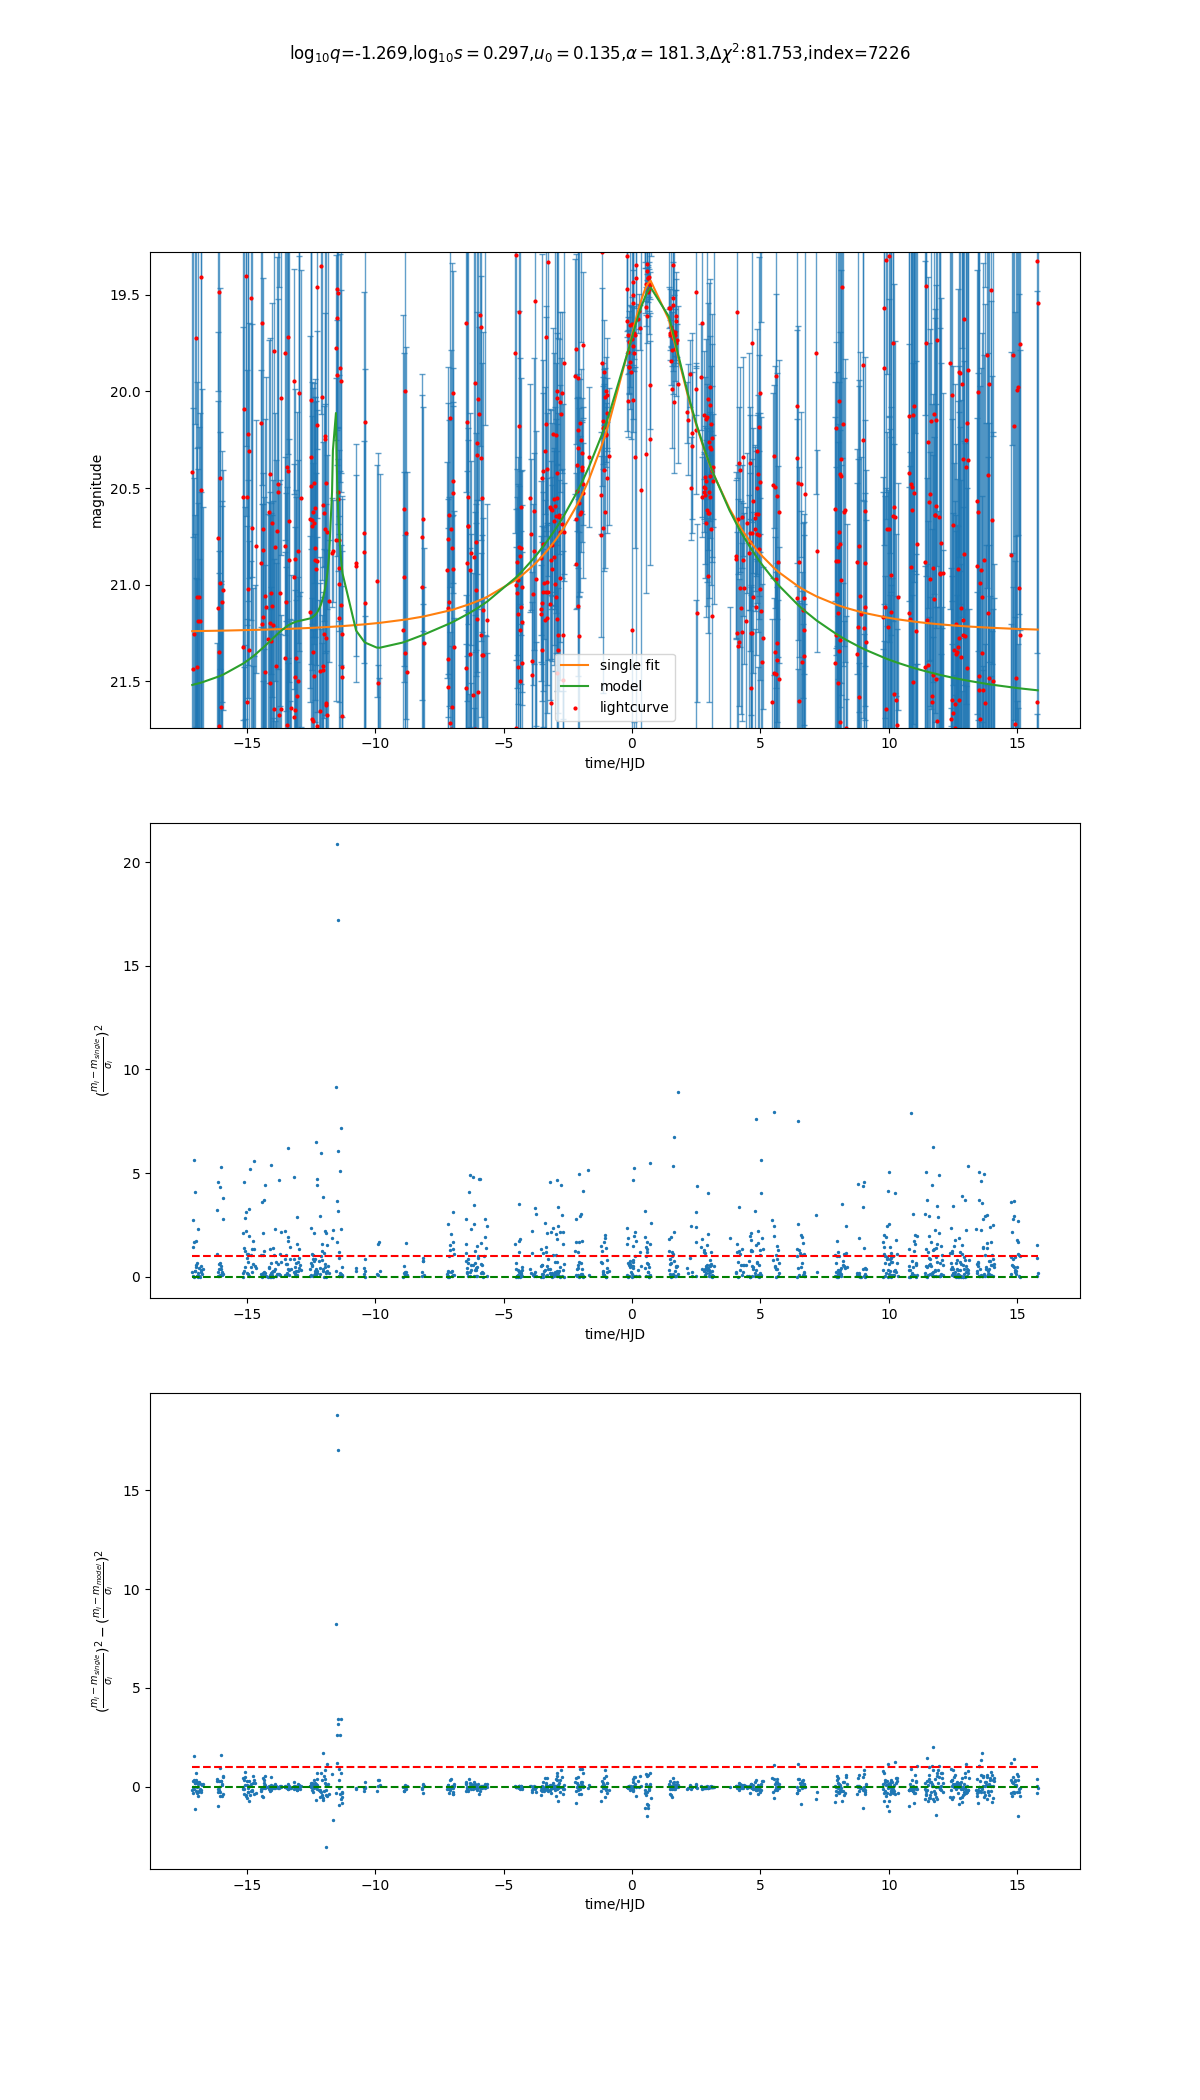 log₁₀q=-1.269,log₁₀s = 0.297,u₀ = 0.135,α = 181.3,Δχ²:81.753,index=7226
19.5
20.0
20.5
21.0
21.5
magnitude
single fit
model
lightcurve
−15 −10 −5 0 5 10 15
time/HJD
20
15
10
5
0
((mᵢ − m_single)/σᵢ)²
−15 −10 −5 0 5 10 15
time/HJD
15
10
5
0
((mᵢ − m_single)/σᵢ)² − ((mᵢ − m_model)/σᵢ)²
−15 −10 −5 0 5 10 15
time/HJD